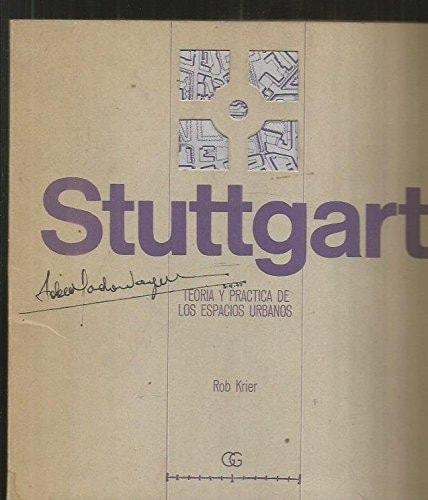 Stuttgart
TEORIA Y PRACTICA DE
LOS ESPACIOS URBANOS
Rob Krier
GG